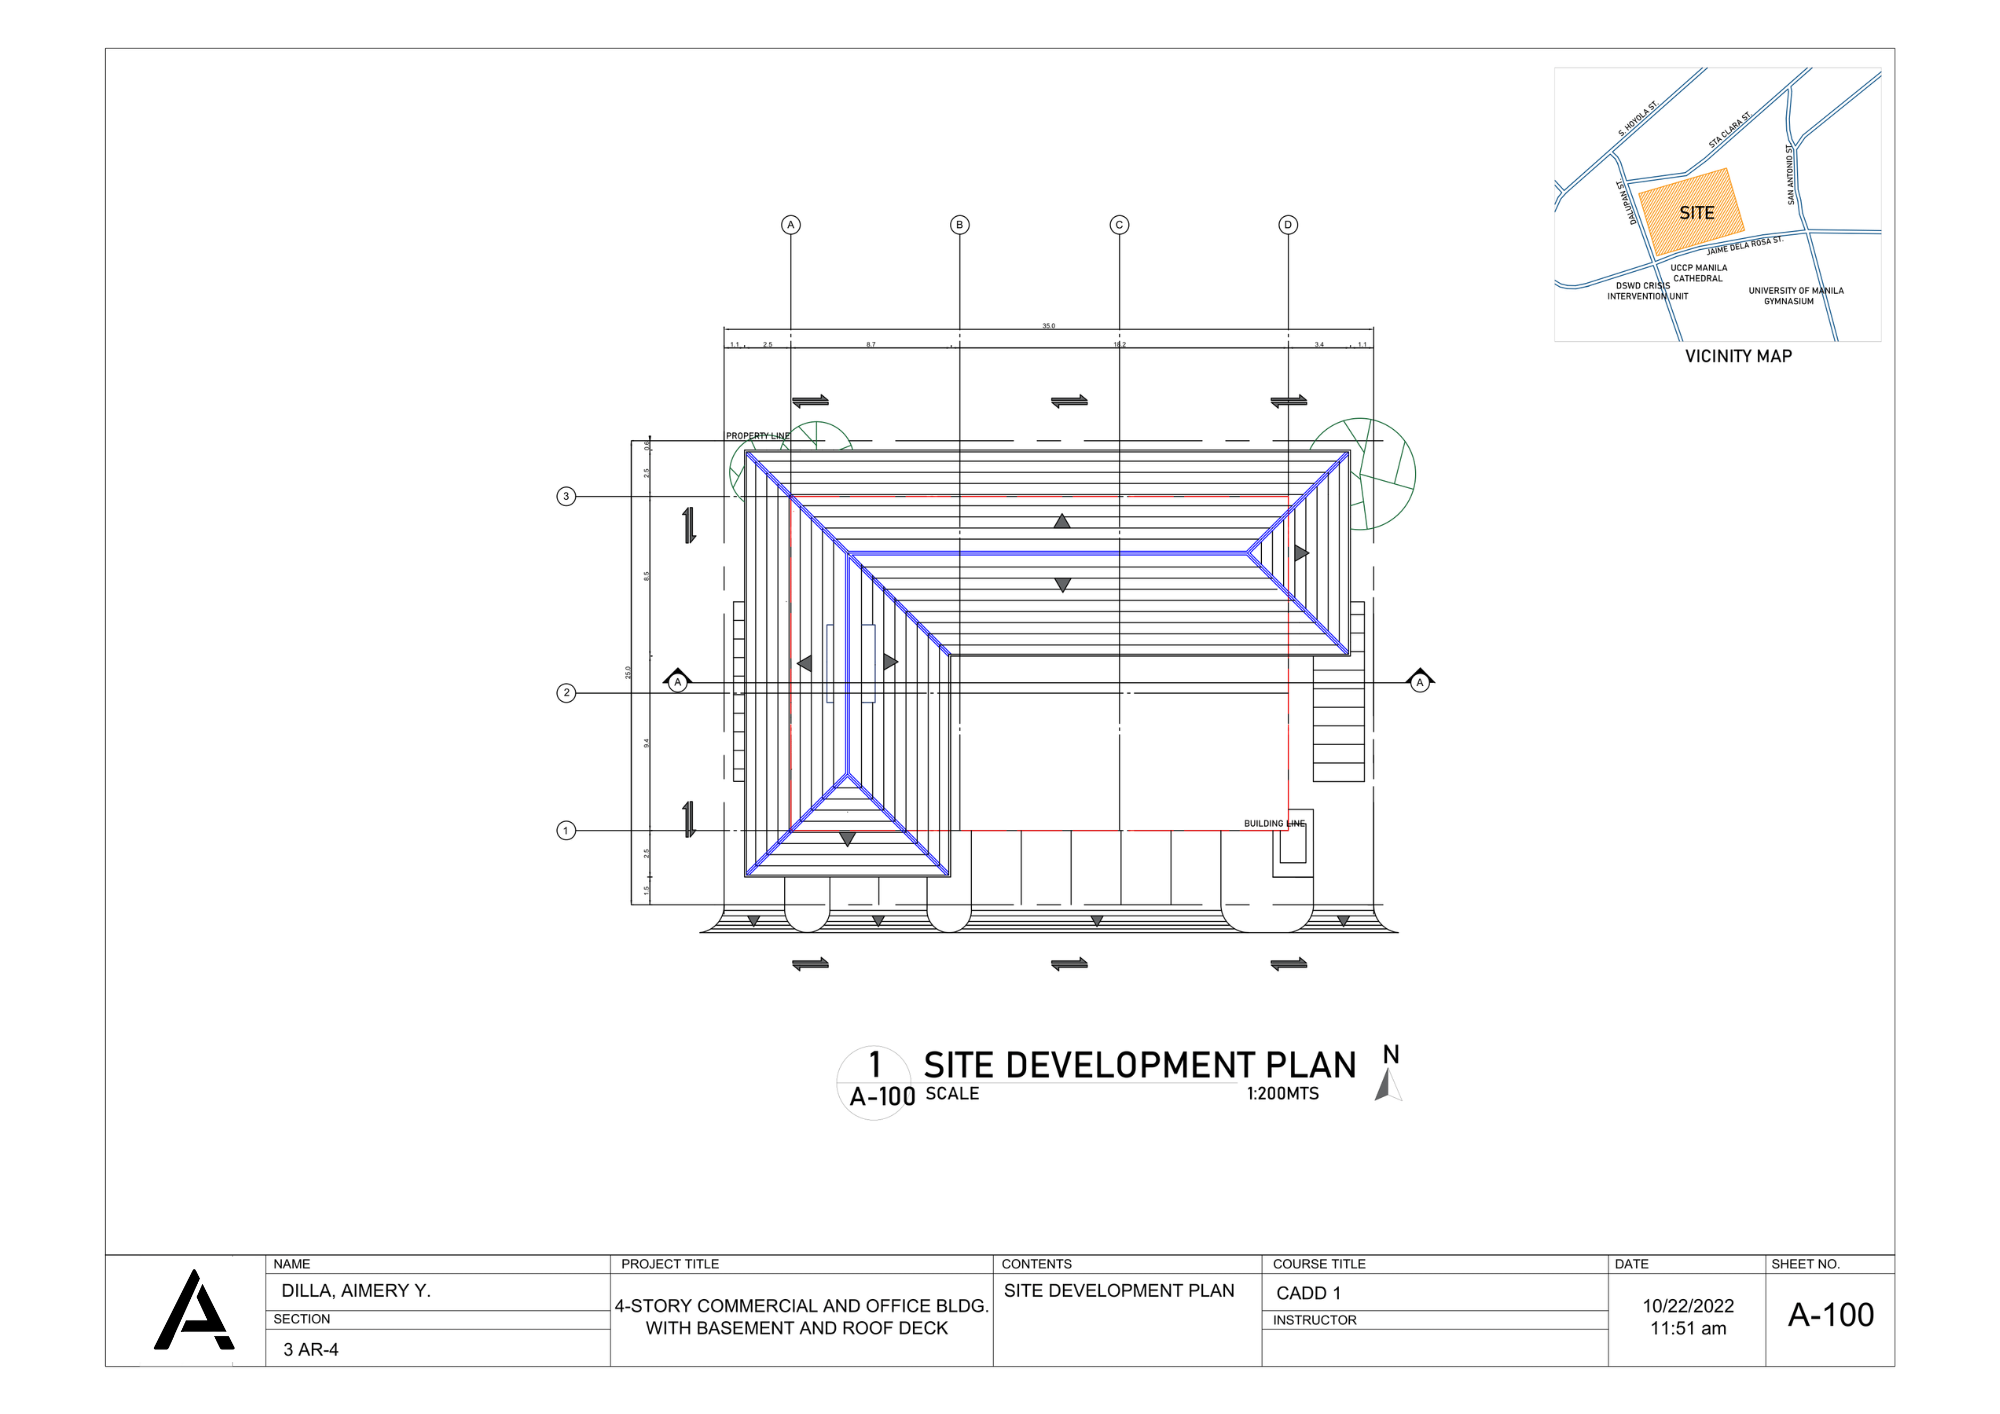 S. HOYOLA ST.
STA CLARA ST.
DALUPAN ST.
SAN ANTONIO ST.
SITE
JAIME DELA ROSA ST.
UCCP MANILA
CATHEDRAL
DSWD CRISIS
INTERVENTION UNIT
UNIVERSITY OF MANILA
GYMNASIUM
VICINITY MAP
A
B
C
D
35.0
1.1
2.5
8.7
18.2
3.4
1.1
PROPERTY LINE
0.6
2.5
3
8.5
25.0
A
A
2
9.4
BUILDING LINE
1
2.5
1.5
1
SITE DEVELOPMENT PLAN
N
A-100
SCALE
1:200MTS
NAME
PROJECT TITLE
CONTENTS
COURSE TITLE
DATE
SHEET NO.
DILLA, AIMERY Y.
4-STORY COMMERCIAL AND OFFICE BLDG.
WITH BASEMENT AND ROOF DECK
SITE DEVELOPMENT PLAN
CADD 1
10/22/2022
11:51 am
A-100
SECTION
INSTRUCTOR
3 AR-4